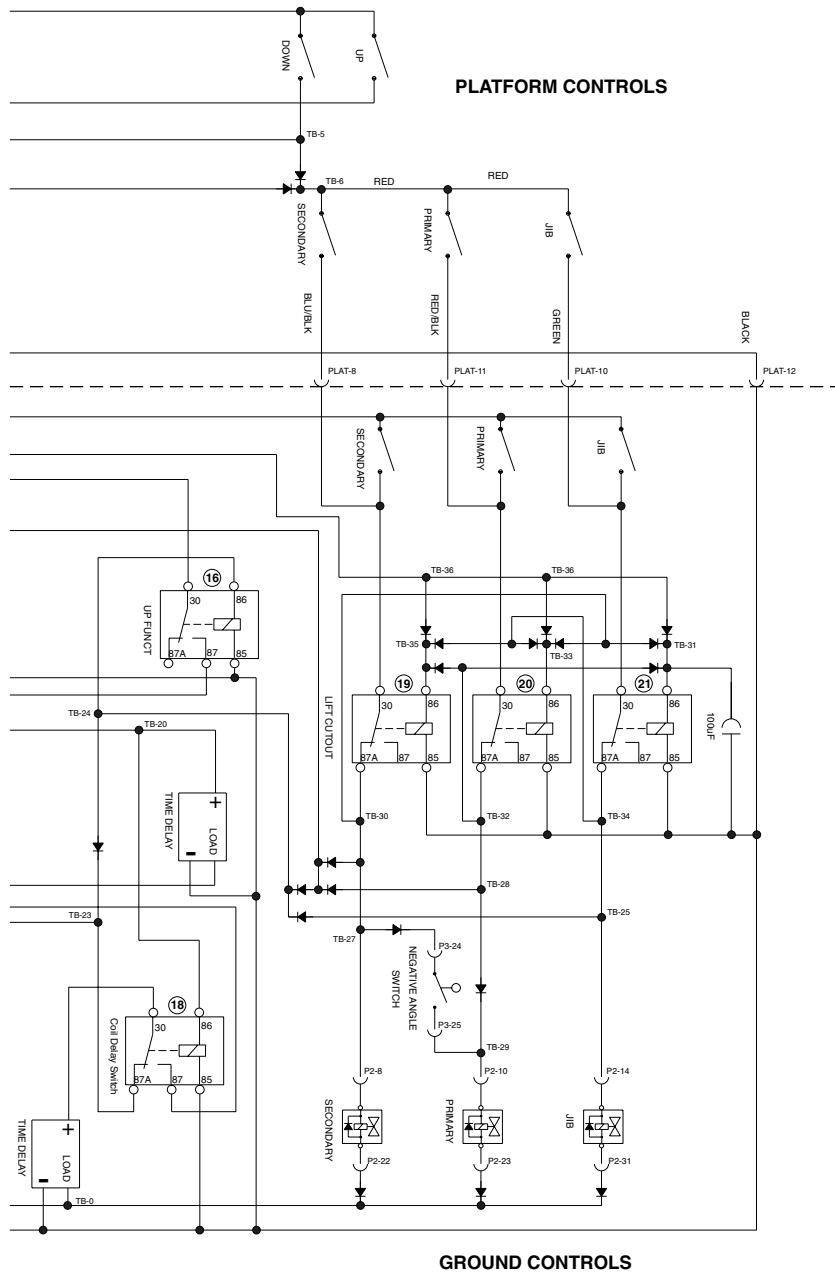 DOWN
UP
PLATFORM CONTROLS
TB-5
TB-6
RED
RED
SECONDARY
PRIMARY
JIB
BLU/BLK
RED/BLK
GREEN
BLACK
PLAT-8
PLAT-11
PLAT-10
PLAT-12
SECONDARY
PRIMARY
JIB
16
30
86
87A
87
85
UP FUNCT
TB-36
TB-36
TB-35
TB-33
TB-31
19
20
21
30
86
30
86
30
86
87A
87
85
87A
87
85
87A
87
85
100uF
LIFT CUTOUT
TB-24
TB-20
TB-30
TB-32
TB-34
TIME DELAY
+
LOAD
-
TB-28
TB-23
TB-25
TB-27
P3-24
NEGATIVE ANGLE
SWITCH
P3-25
TB-29
18
30
86
87A
87
85
Coil Delay Switch
P2-8
P2-10
P2-14
SECONDARY
PRIMARY
JIB
P2-22
P2-23
P2-31
TIME DELAY
+
LOAD
-
TB-0
GROUND CONTROLS